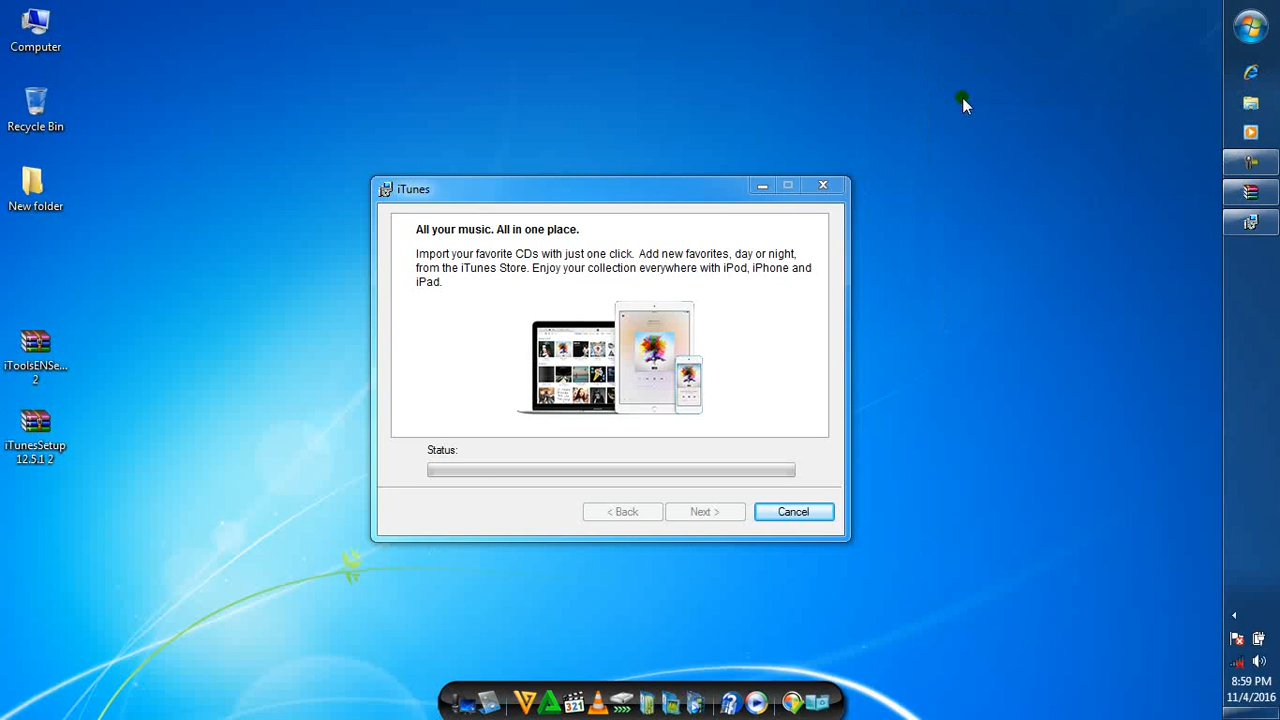 Computer
Recycle Bin
New folder
iToolsENSe...
2
iTunesSetup
12.5.1 2
iTunes
All your music. All in one place.
Import your favorite CDs with just one click. Add new favorites, day or night,
from the iTunes Store. Enjoy your collection everywhere with iPod, iPhone and
iPad.
Status:
< Back
Next >
Cancel
321
8:59 PM
11/4/2016